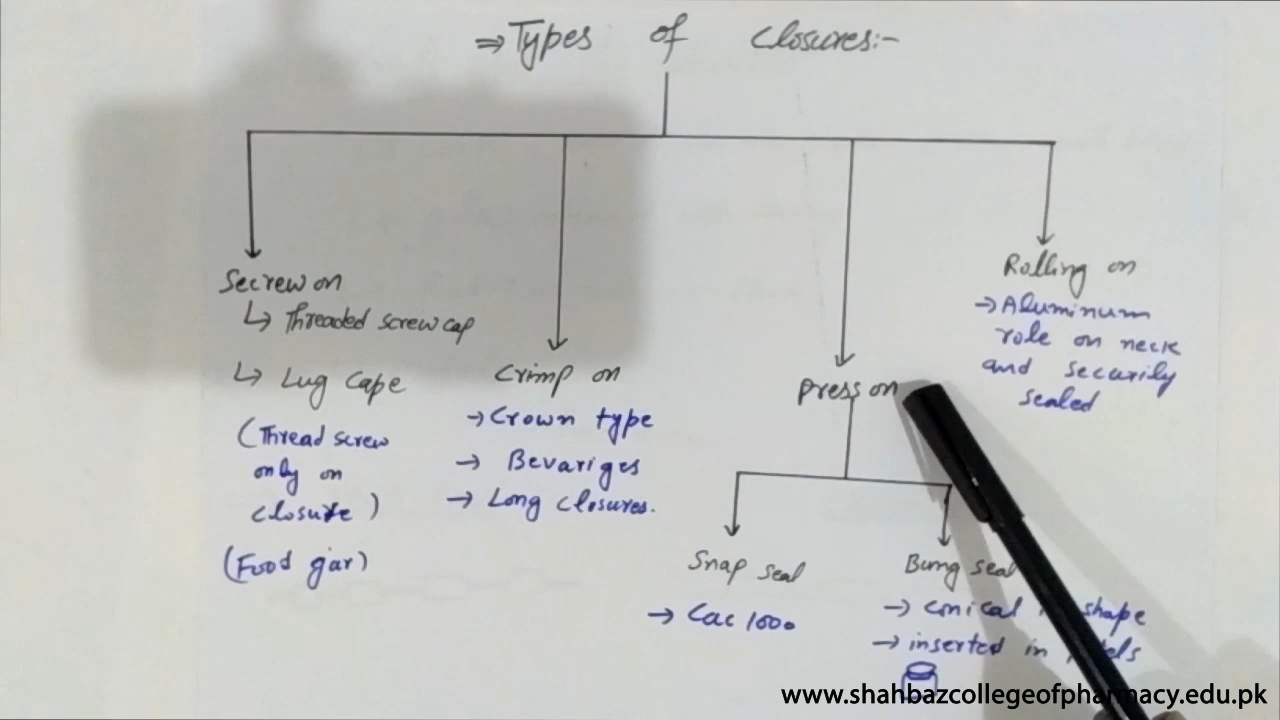 ⇒ Types of Closures:-
Secrew on
↳ Threaded screw cap
↳ Lug Cape
(Thread screw
only on
closure)
(Food gar)
Crimp on
→ Crown type
→ Bevariges
→ Long closures.
Press on
Snap seal
→ Cac 1000
Bung seal
→ conical shape
→ inserted in
Rolling on
→ Aluminum
role on neck
and securily
sealed
www.shahbazcollegeofpharmacy.edu.pk